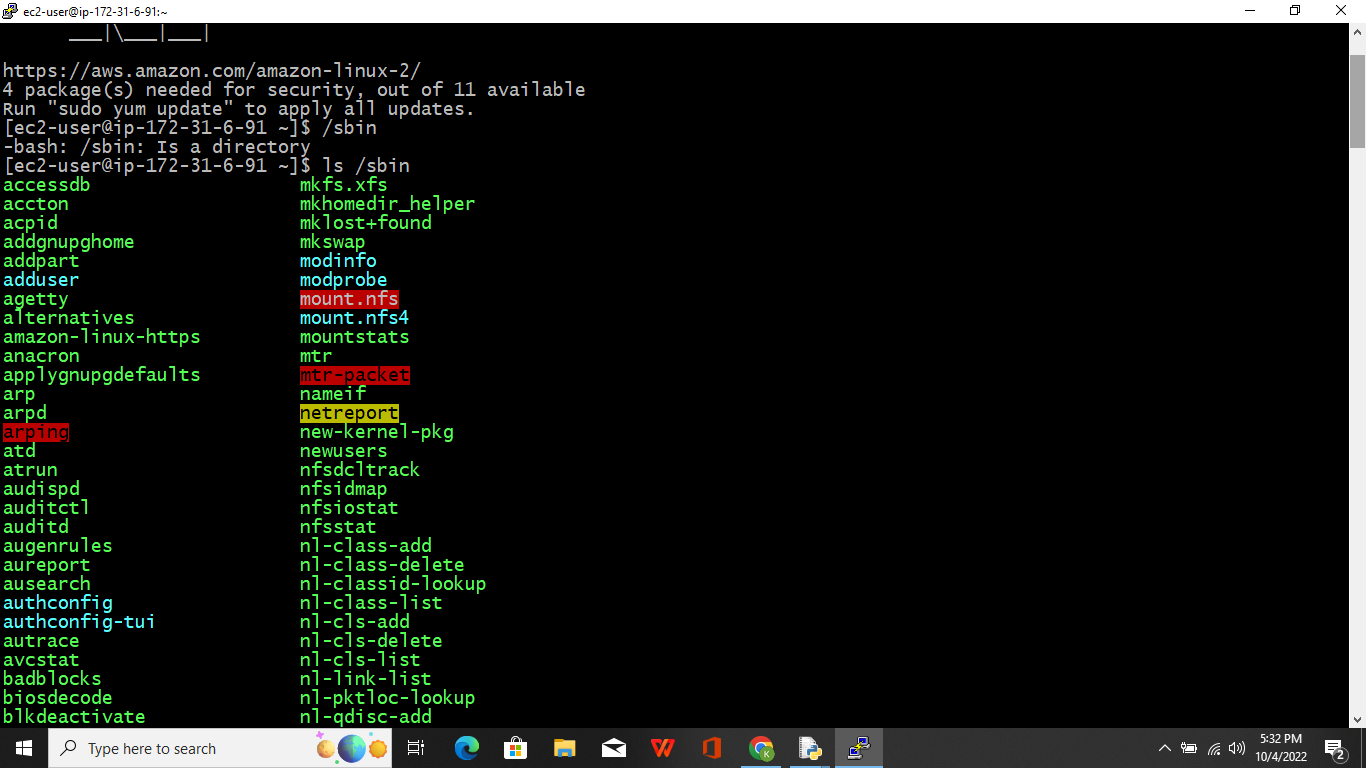 ec2-user@ip-172-31-6-91:~
___|\___|___|
https://aws.amazon.com/amazon-linux-2/
4 package(s) needed for security, out of 11 available
Run "sudo yum update" to apply all updates.
[ec2-user@ip-172-31-6-91 ~]$ /sbin
-bash: /sbin: Is a directory
[ec2-user@ip-172-31-6-91 ~]$ ls /sbin
accessdb mkfs.xfs
accton mkhomedir_helper
acpid mklost+found
addgnupghome mkswap
addpart modinfo
adduser modprobe
agetty mount.nfs
alternatives mount.nfs4
amazon-linux-https mountstats
anacron mtr
applygnupgdefaults mtr-packet
arp nameif
arpd netreport
arping new-kernel-pkg
atd newusers
atrun nfsdcltrack
audispd nfsidmap
auditctl nfsiostat
auditd nfsstat
augenrules nl-class-add
aureport nl-class-delete
ausearch nl-classid-lookup
authconfig nl-class-list
authconfig-tui nl-cls-add
autrace nl-cls-delete
avcstat nl-cls-list
badblocks nl-link-list
biosdecode nl-pktloc-lookup
blkdeactivate nl-qdisc-add
Type here to search
K
5:32 PM
10/4/2022
2